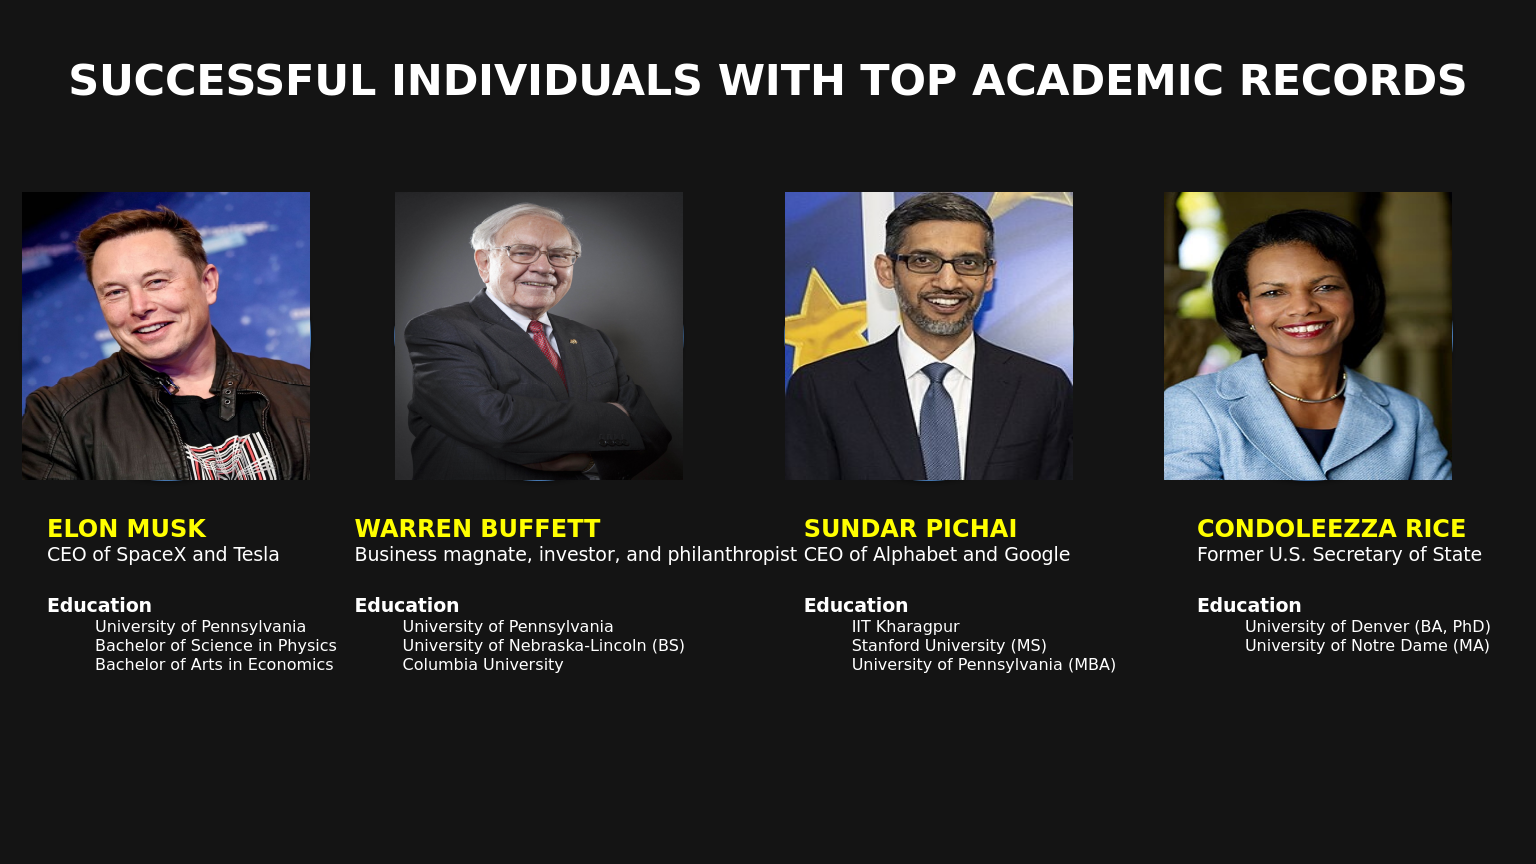 SUCCESSFUL INDIVIDUALS WITH TOP ACADEMIC RECORDS
ELON MUSK
CEO of SpaceX and Tesla
Education
University of Pennsylvania
Bachelor of Science in Physics
Bachelor of Arts in Economics
WARREN BUFFETT
Business magnate, investor, and philanthropist
Education
University of Pennsylvania
University of Nebraska-Lincoln (BS)
Columbia University
SUNDAR PICHAI
CEO of Alphabet and Google
Education
IIT Kharagpur
Stanford University (MS)
University of Pennsylvania (MBA)
CONDOLEEZZA RICE
Former U.S. Secretary of State
Education
University of Denver (BA, PhD)
University of Notre Dame (MA)